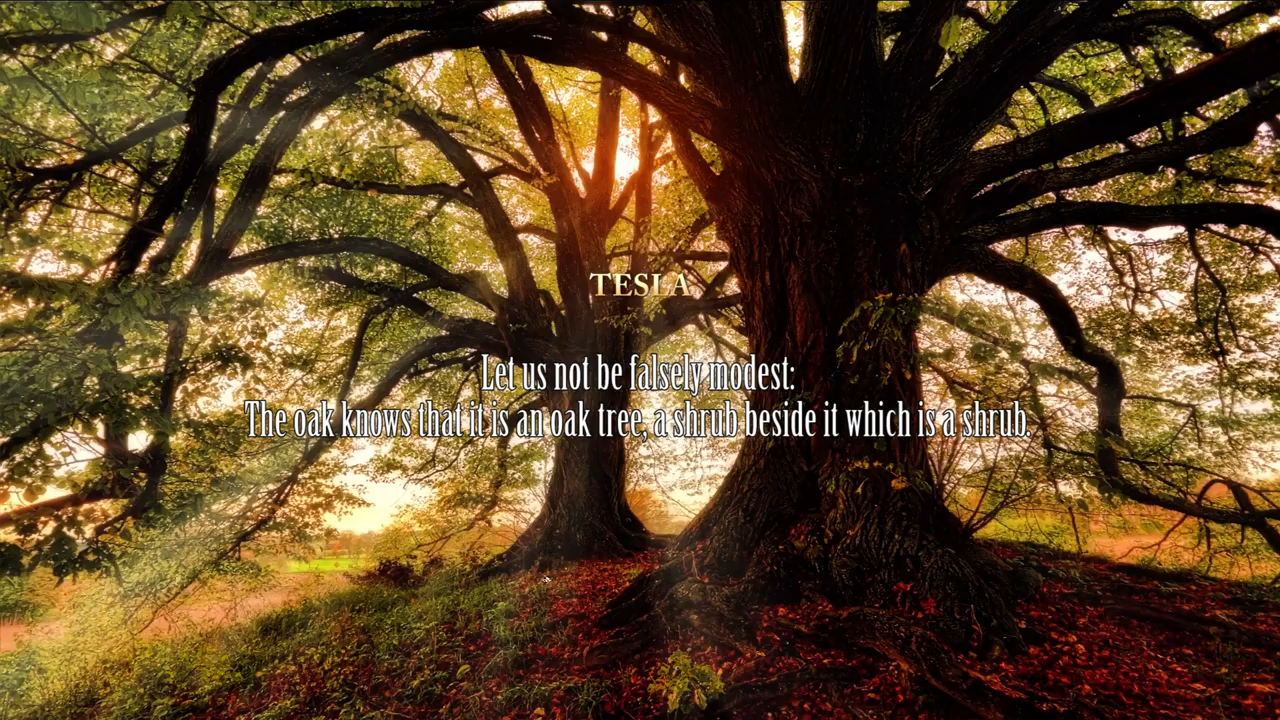 TESLA
Let us not be falsely modest:
The oak knows that it is an oak tree, a shrub beside it which is a shrub.